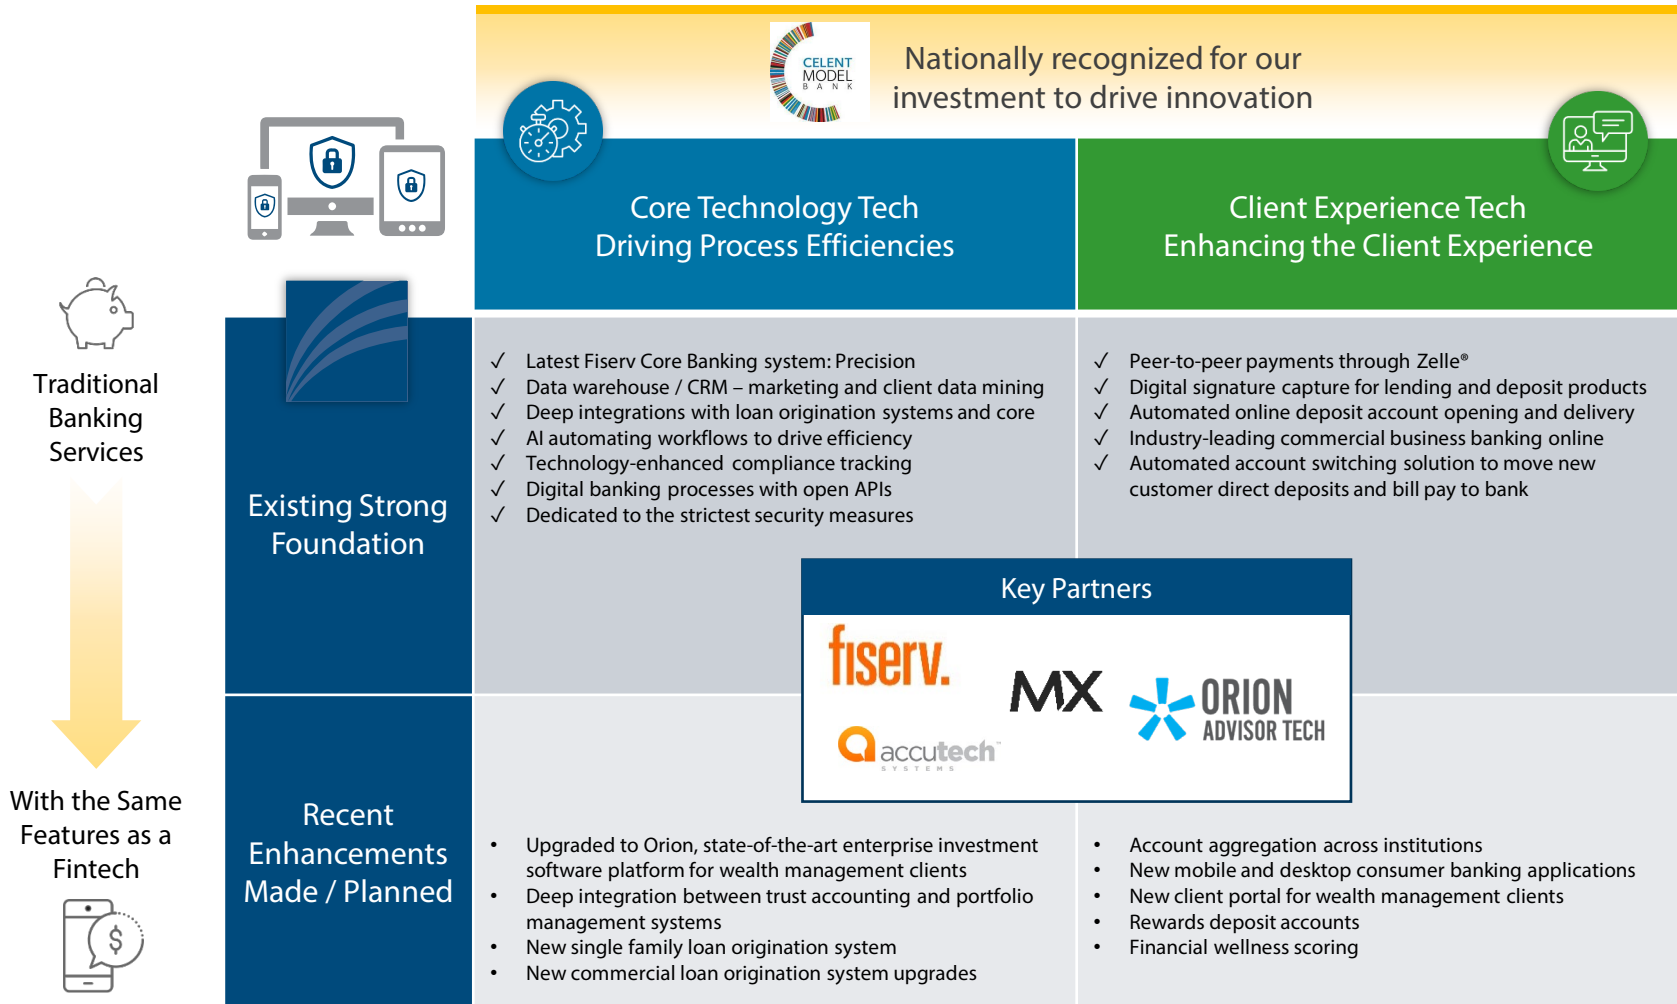 CELENT
MODEL
BANK
Nationally recognized for our
investment to drive innovation
Core Technology Tech
Driving Process Efficiencies
Client Experience Tech
Enhancing the Client Experience
Traditional
Banking
Services
With the Same
Features as a
Fintech
$
Existing Strong
Foundation
✓ Latest Fiserv Core Banking system: Precision
✓ Data warehouse / CRM – marketing and client data mining
✓ Deep integrations with loan origination systems and core
✓ AI automating workflows to drive efficiency
✓ Technology-enhanced compliance tracking
✓ Digital banking processes with open APIs
✓ Dedicated to the strictest security measures
✓ Peer-to-peer payments through Zelle®
✓ Digital signature capture for lending and deposit products
✓ Automated online deposit account opening and delivery
✓ Industry-leading commercial business banking online
✓ Automated account switching solution to move new
customer direct deposits and bill pay to bank
Key Partners
fiserv.
MX
ORION
ADVISOR TECH
accutech™
SYSTEMS
Recent
Enhancements
Made / Planned
• Upgraded to Orion, state-of-the-art enterprise investment
software platform for wealth management clients
• Deep integration between trust accounting and portfolio
management systems
• New single family loan origination system
• New commercial loan origination system upgrades
• Account aggregation across institutions
• New mobile and desktop consumer banking applications
• New client portal for wealth management clients
• Rewards deposit accounts
• Financial wellness scoring